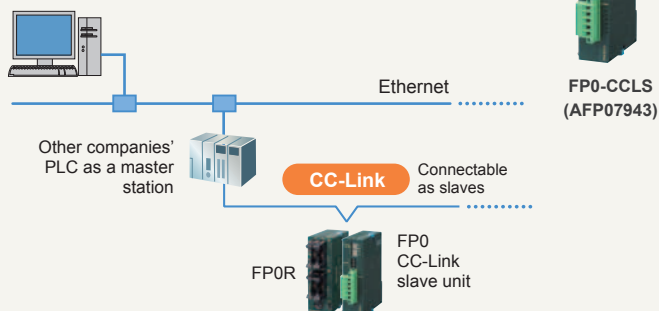 Ethernet
FP0-CCLS
(AFP07943)
Other companies'
PLC as a master
station
CC-Link
Connectable
as slaves
FP0R
FP0
CC-Link
slave unit